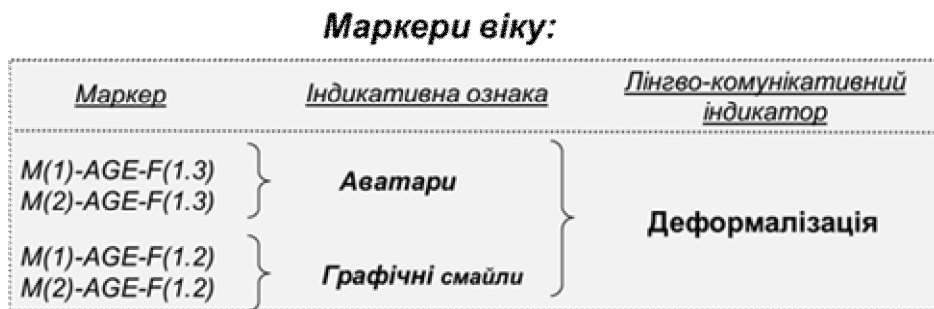 Маркери віку:
Маркер Індикативна ознака Лінгво-комунікативний індикатор
M(1)-AGE-F(1.3)
M(2)-AGE-F(1.3)
Аватари
M(1)-AGE-F(1.2)
M(2)-AGE-F(1.2)
Графічні смайли
Деформалізація